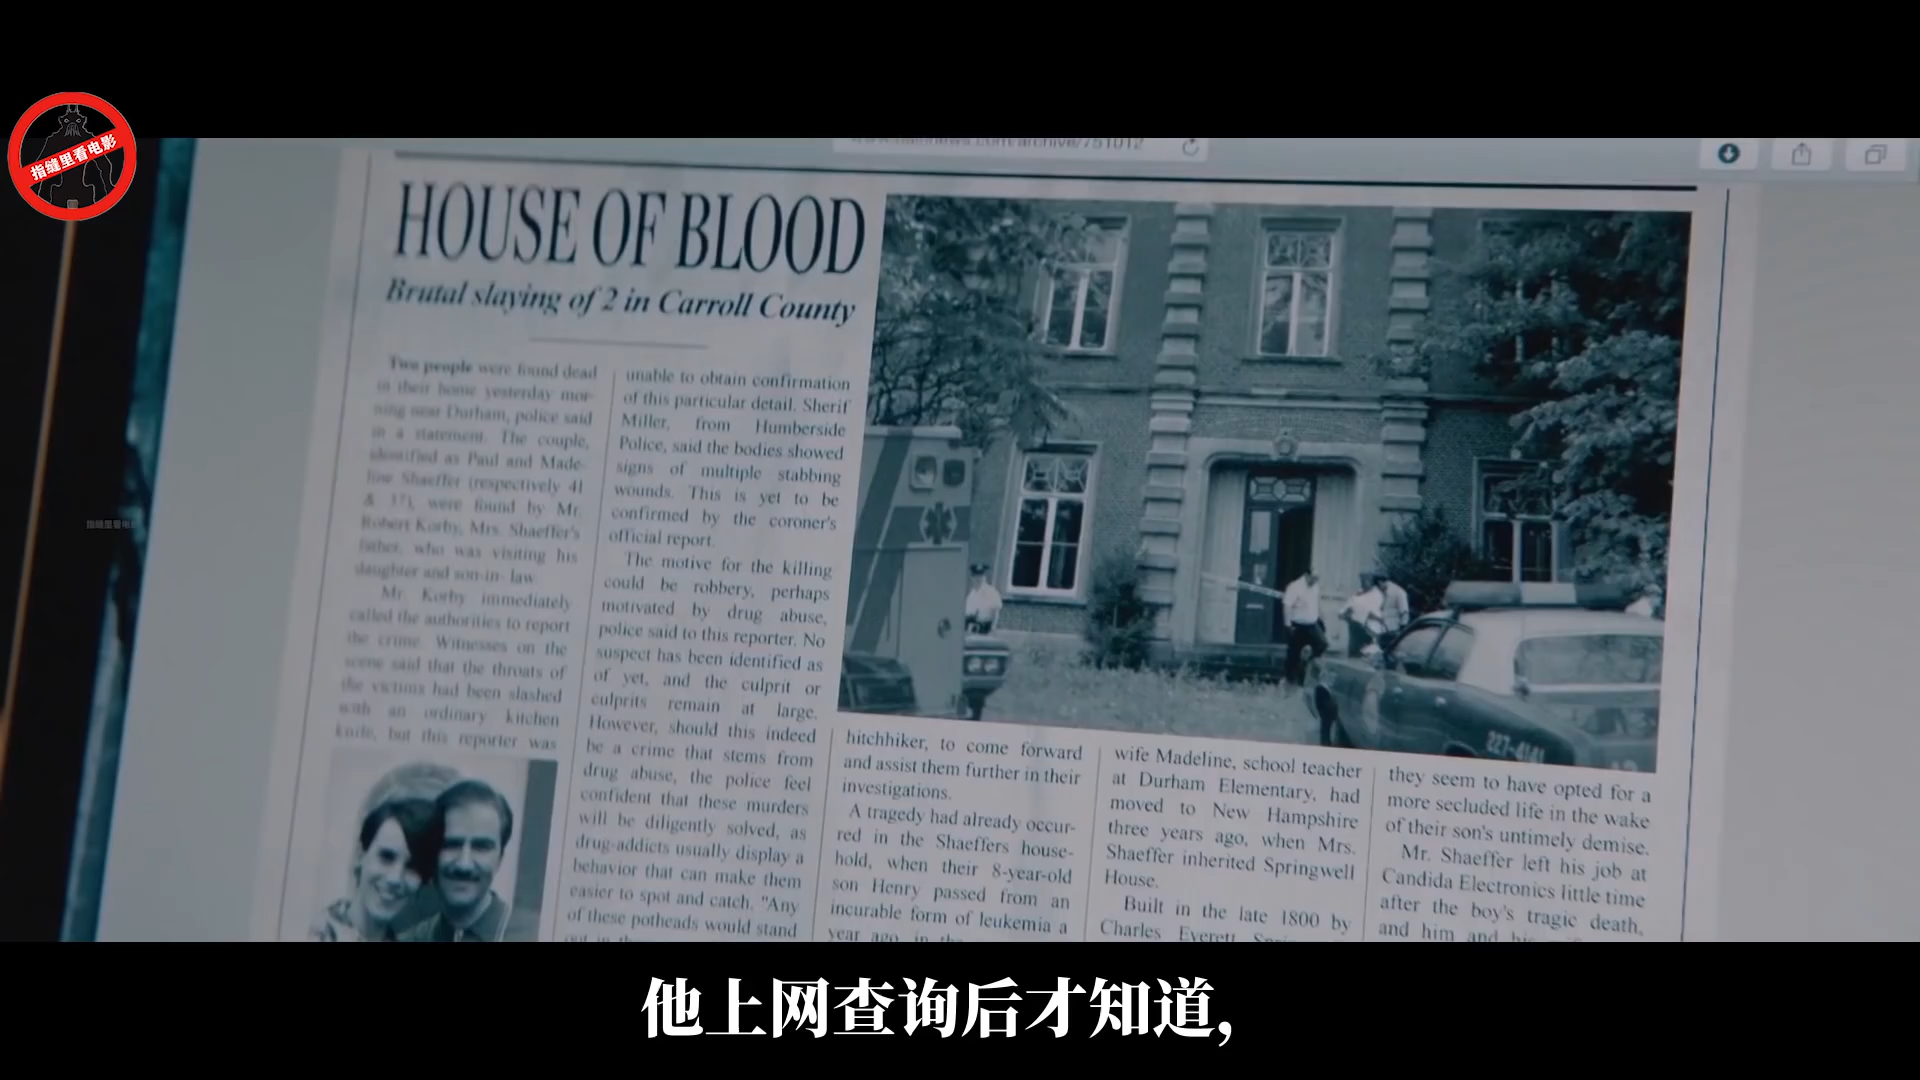 指缝里看电影
HOUSE OF BLOOD
Brutal slaying of 2 in Carroll County
Two people were found dead
in their home yesterday mor-
ning near Durham, police said
in a statement. The couple,
identified as Paul and Made-
line Shaeffer (respectively 41
& 37), were found by Mr.
Robert Korby, Mrs. Shaeffer's
father, who was visiting his
daughter and son-in- law.
Mr. Korby immediately
called the authorities to report
the crime. Witnesses on the
scene said that the throats of
the victims had been slashed
with an ordinary kitchen
knife, but this reporter was
unable to obtain confirmation
of this particular detail. Sherif
Miller, from Humberside
Police, said the bodies showed
signs of multiple stabbing
wounds. This is yet to be
confirmed by the coroner's
official report.
The motive for the killing
could be robbery, perhaps
motivated by drug abuse,
police said to this reporter. No
suspect has been identified as
of yet, and the culprit or
culprits remain at large.
However, should this indeed
be a crime that stems from
drug abuse, the police feel
confident that these murders
will be diligently solved, as
drug-addicts usually display a
behavior that can make them
easier to spot and catch. "Any
of these potheads would stand
hitchhiker, to come forward
and assist them further in their
investigations.
A tragedy had already occur-
red in the Shaeffers house-
hold, when their 8-year-old
son Henry passed from an
incurable form of leukemia a
year ago, in the
wife Madeline, school teacher
at Durham Elementary, had
moved to New Hampshire
three years ago, when Mrs.
Shaeffer inherited Springwell
House.
Built in the late 1800 by
Charles Everett
they seem to have opted for a
more secluded life in the wake
of their son's untimely demise.
Mr. Shaeffer left his job at
Candida Electronics little time
after the boy's tragic death,
and him and his
227-4141
他上网查询后才知道,